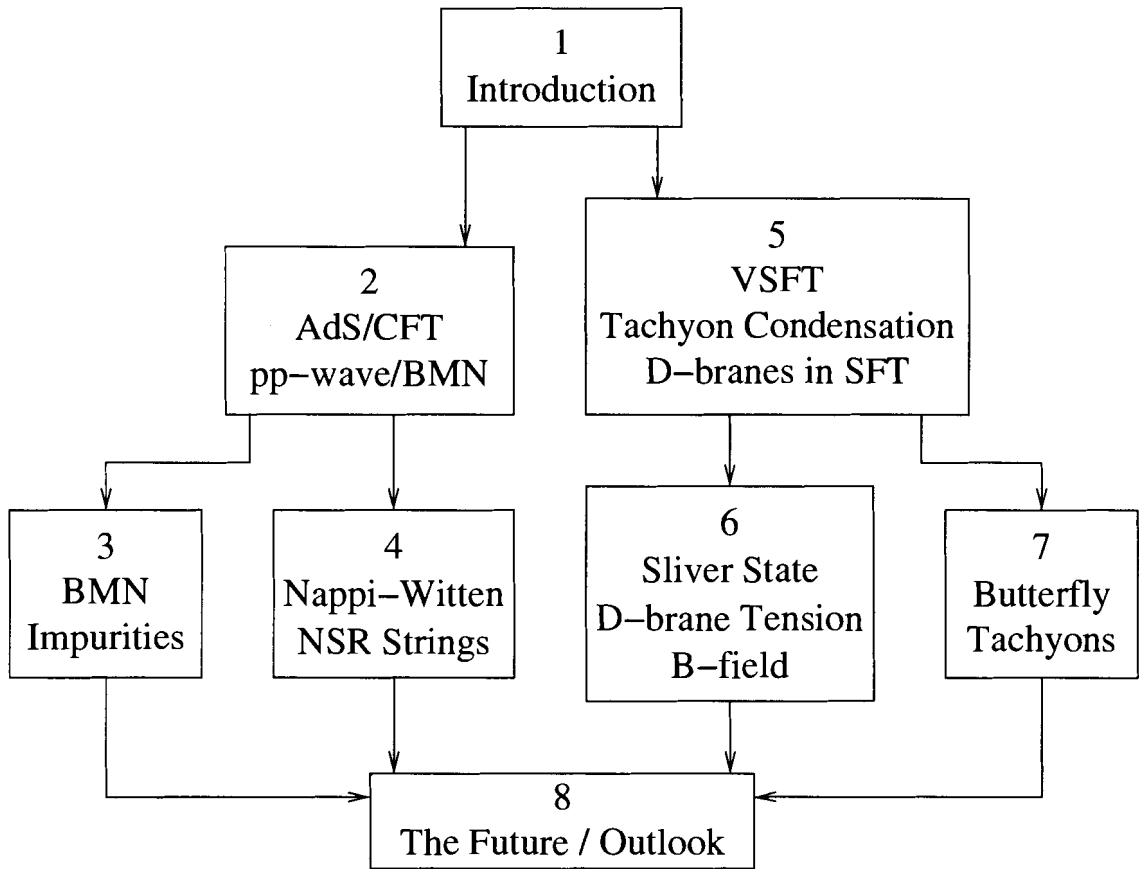 1
Introduction
2
AdS/CFT
pp−wave/BMN
5
VSFT
Tachyon Condensation
D−branes in SFT
3
BMN
Impurities
4
Nappi−Witten
NSR Strings
6
Sliver State
D−brane Tension
B−field
7
Butterfly
Tachyons
8
The Future / Outlook